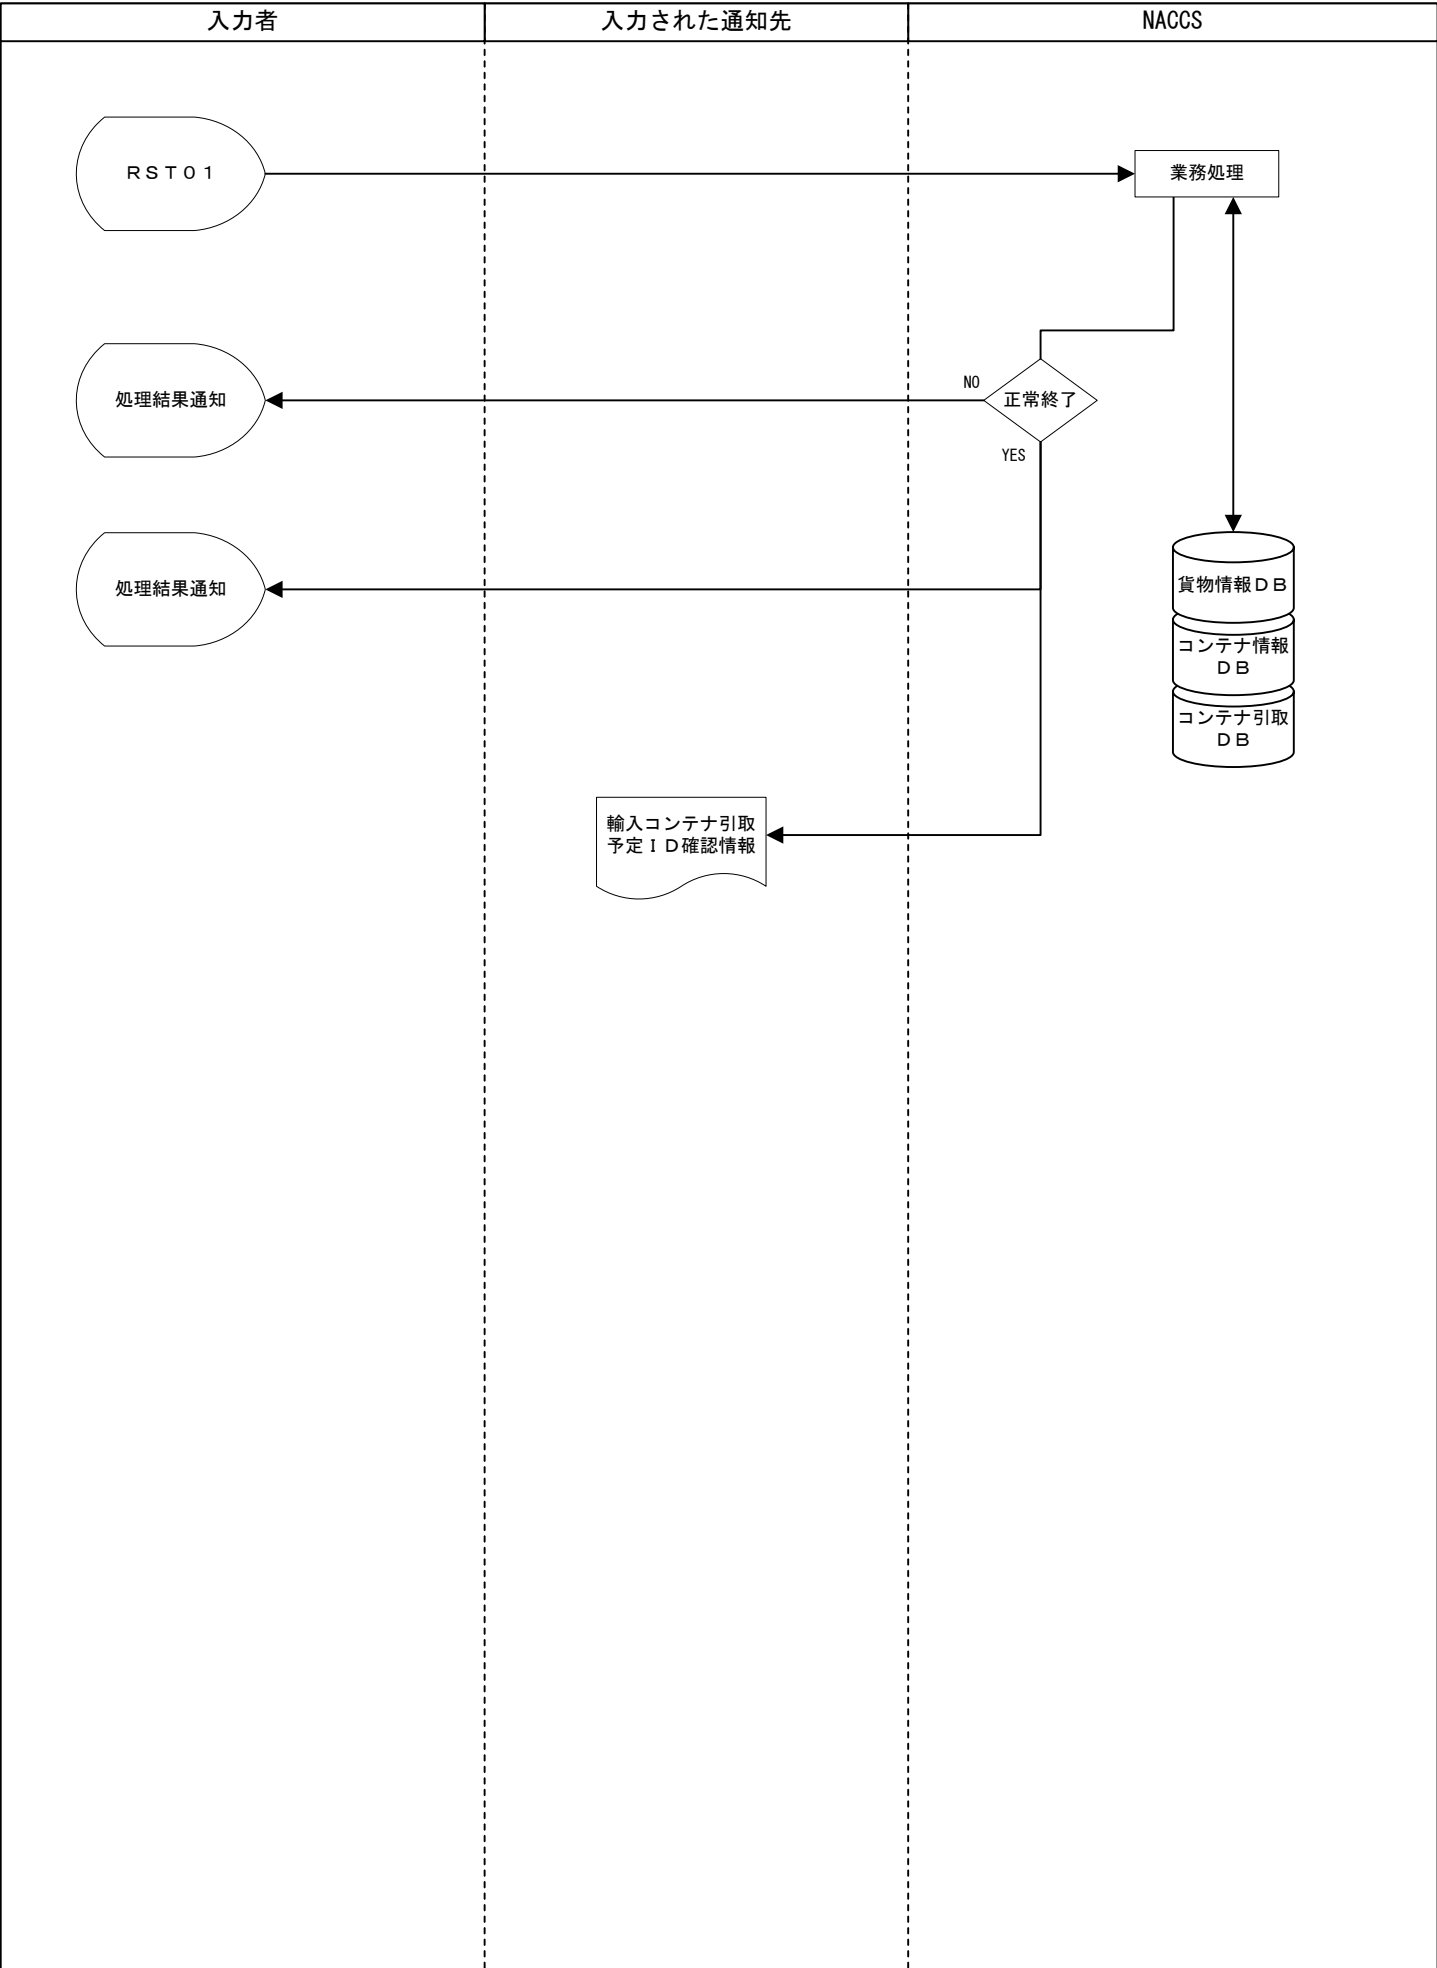 入力者
入力された通知先
NACCS
ＲＳＴ０１
業務処理
処理結果通知
NO
正常終了
YES
処理結果通知
貨物情報ＤＢ
コンテナ情報
ＤＢ
コンテナ引取
ＤＢ
輸入コンテナ引取
予定ＩＤ確認情報